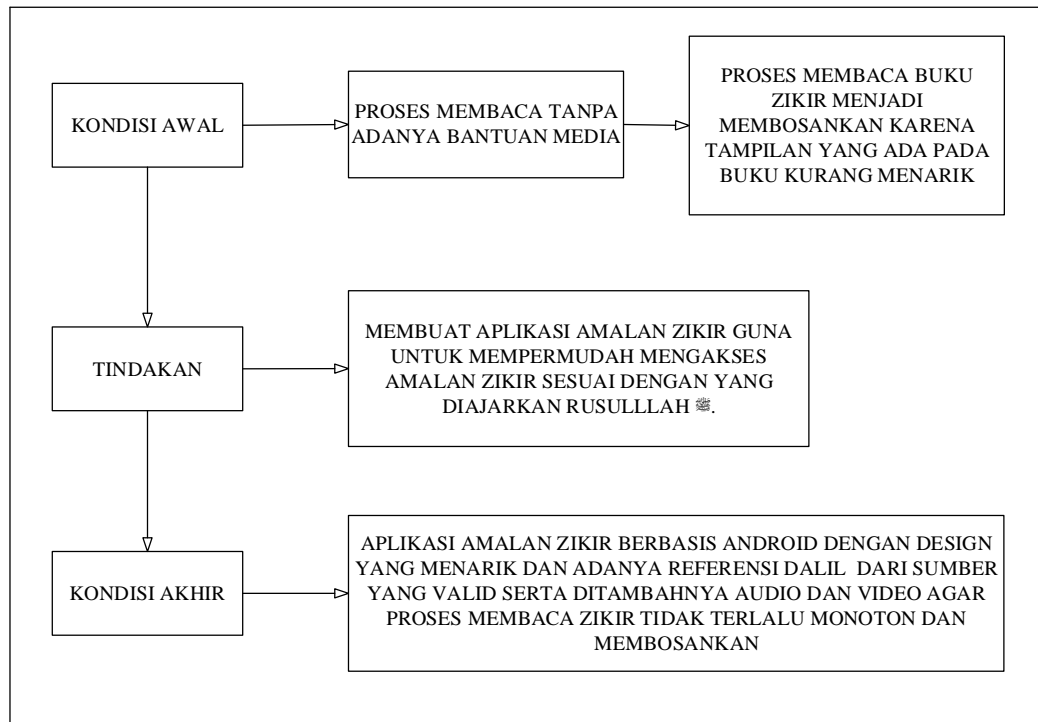 KONDISI AWAL
PROSES MEMBACA TANPA
ADANYA BANTUAN MEDIA
PROSES MEMBACA BUKU
ZIKIR MENJADI
MEMBOSANKAN KARENA
TAMPILAN YANG ADA PADA
BUKU KURANG MENARIK
TINDAKAN
MEMBUAT APLIKASI AMALAN ZIKIR GUNA
UNTUK MEMPERMUDAH MENGAKSES
AMALAN ZIKIR SESUAI DENGAN YANG
DIAJARKAN RUSULLLAH ﷺ.
KONDISI AKHIR
APLIKASI AMALAN ZIKIR BERBASIS ANDROID DENGAN DESIGN
YANG MENARIK DAN ADANYA REFERENSI DALIL DARI SUMBER
YANG VALID SERTA DITAMBAHNYA AUDIO DAN VIDEO AGAR
PROSES MEMBACA ZIKIR TIDAK TERLALU MONOTON DAN
MEMBOSANKAN